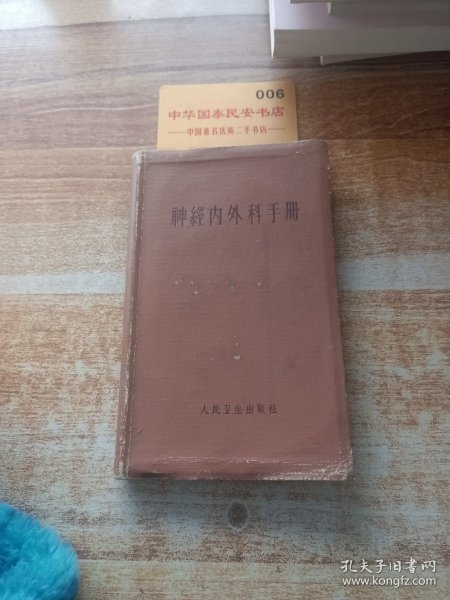 006
中华国泰民安书店
—中国著名优质二手书店—
神經内外科手册
人民卫生出版社
孔夫子旧书网
www.kongfz.com